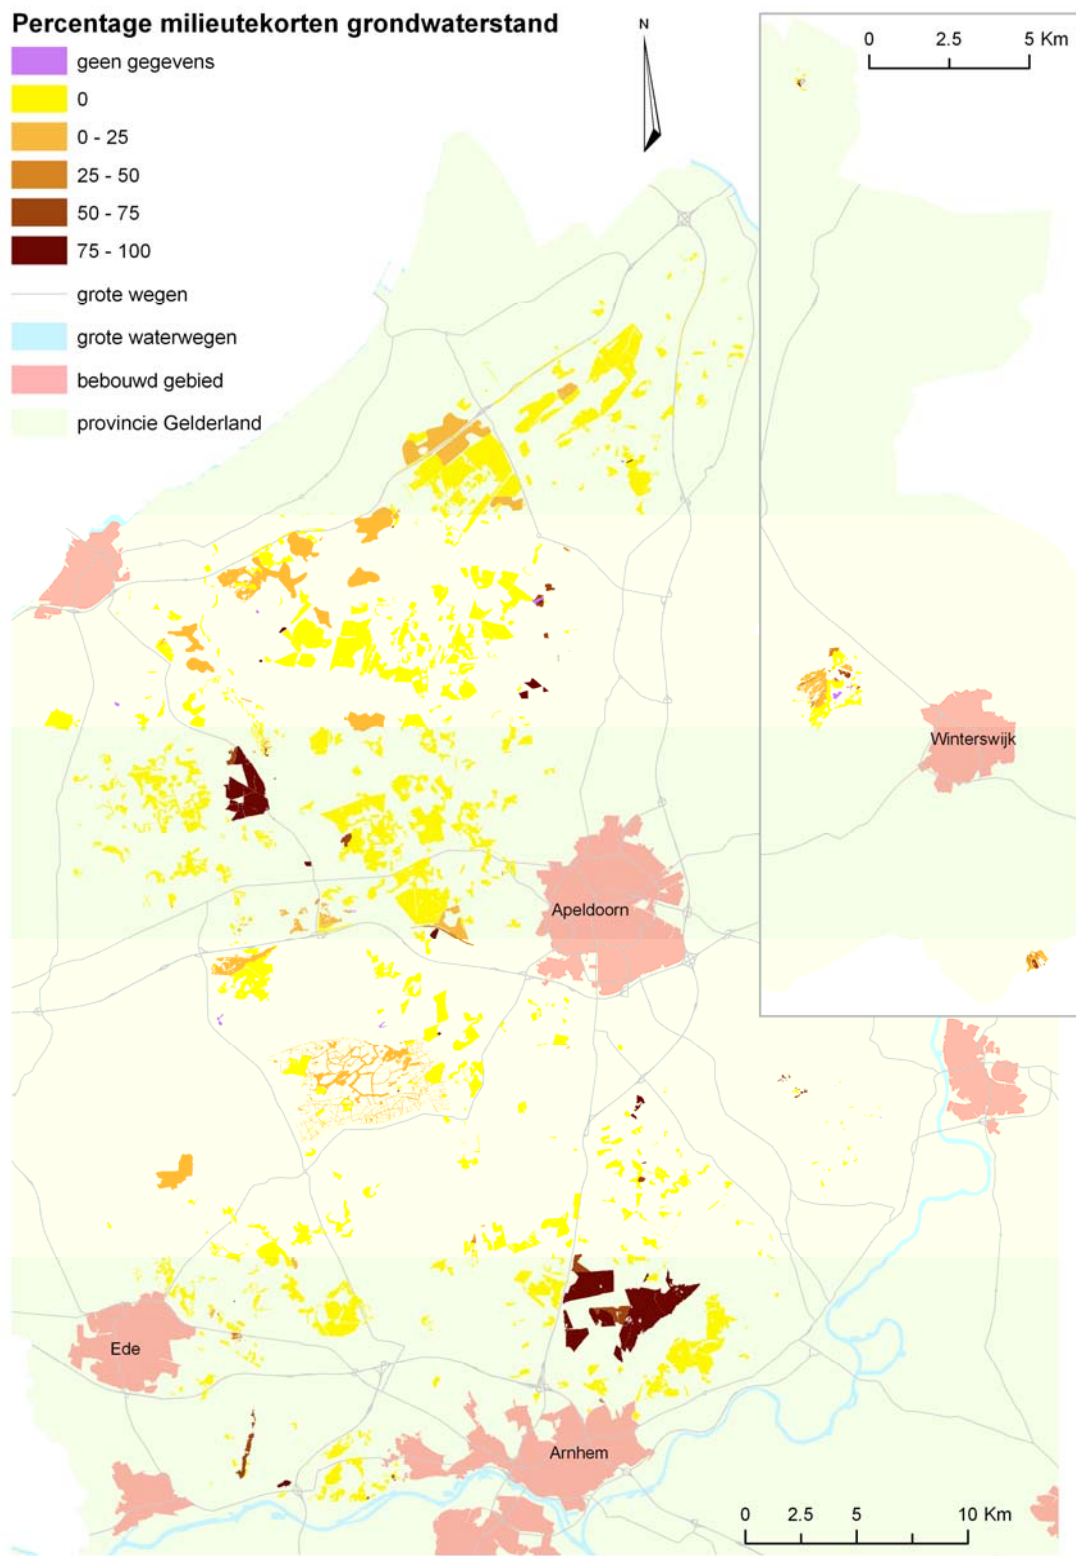 Percentage milieutekorten grondwaterstand
geen gegevens
0
0 - 25
25 - 50
50 - 75
75 - 100
grote wegen
grote waterwegen
bebouwd gebied
provincie Gelderland
N
0 2.5 5 Km
Winterswijk
Apeldoorn
Ede
Arnhem
0 2.5 5 10 Km